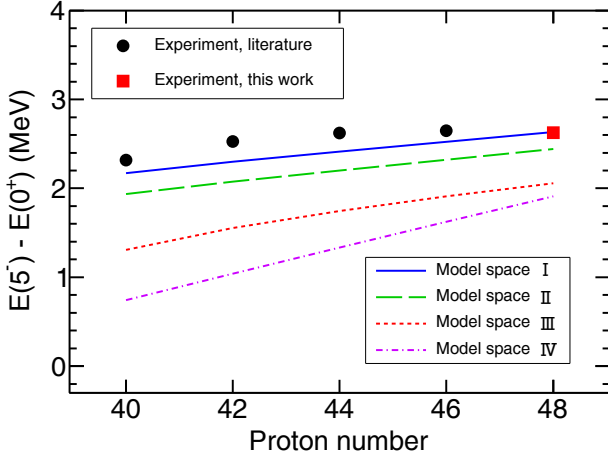 E(5⁻) - E(0⁺) (MeV)
4
3
2
1
0
Experiment, literature
Experiment, this work
Model space I
Model space II
Model space III
Model space IV
40 42 44 46 48
Proton number